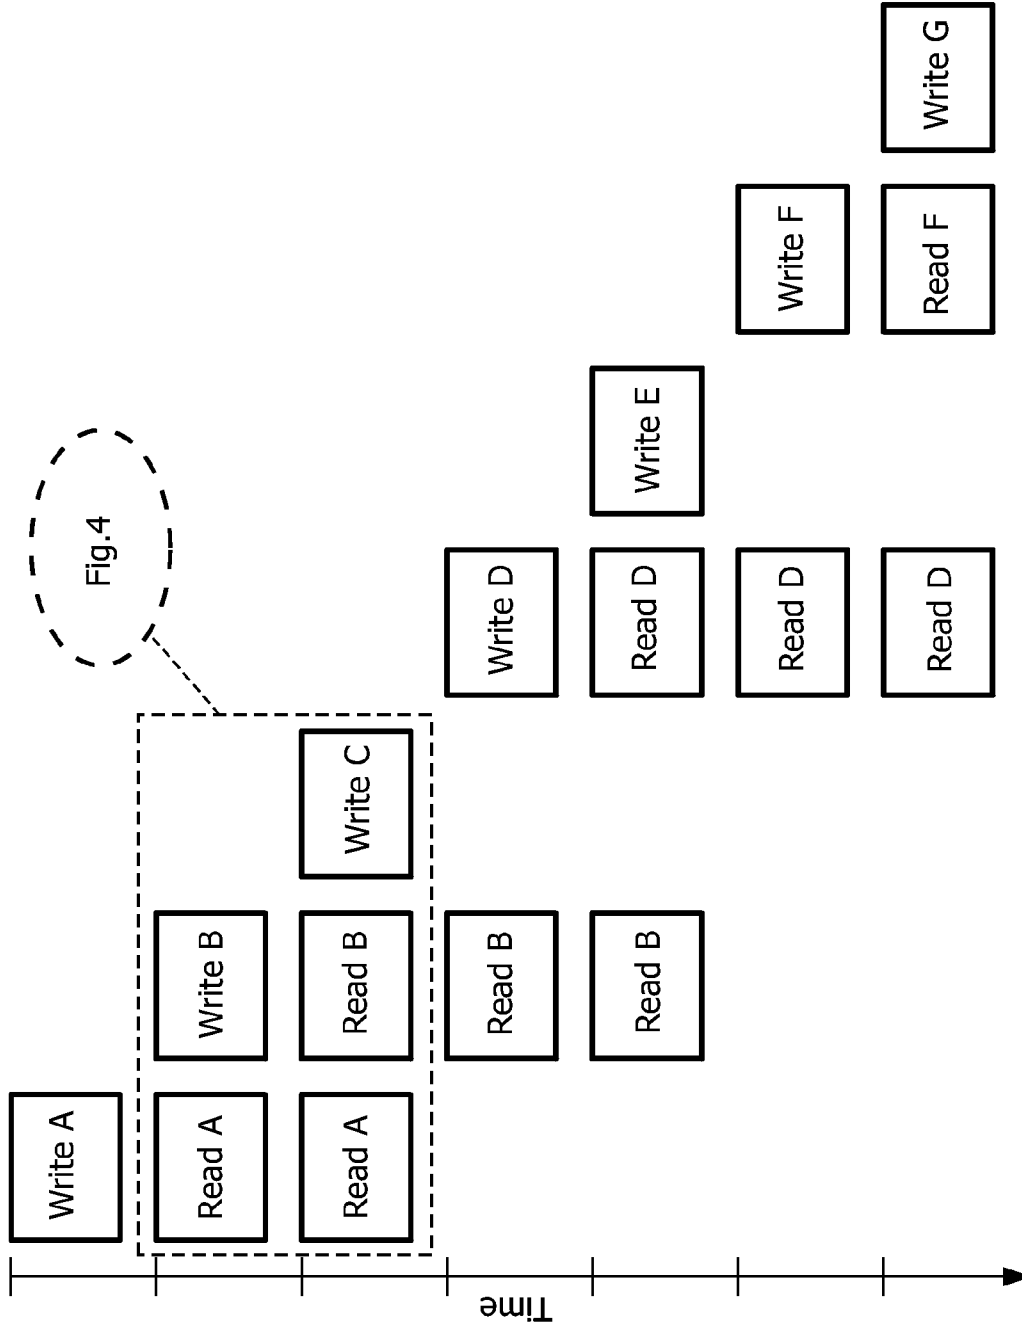 Write A
Fig.4
Read A
Write B
Read A
Read B
Write C
Time
Read B
Write D
Read B
Read D
Write E
Read D
Write F
Read D
Read F
Write G